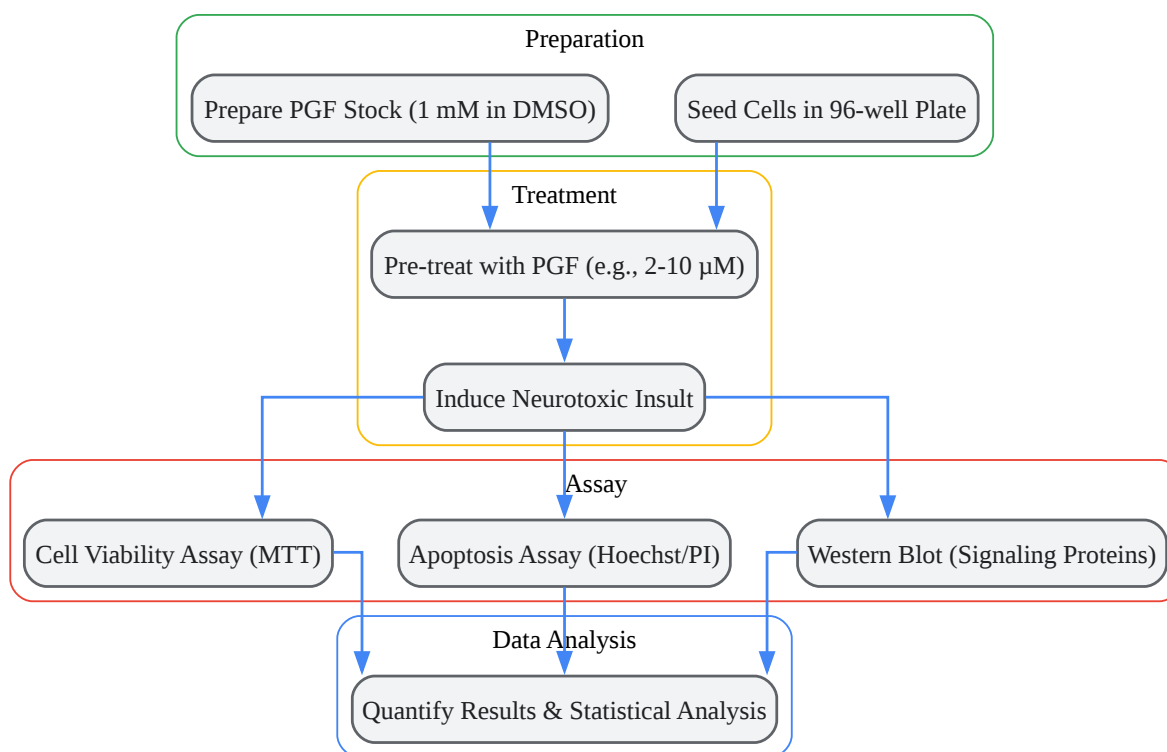 Preparation
Prepare PGF Stock (1 mM in DMSO)
Seed Cells in 96-well Plate
Treatment
Pre-treat with PGF (e.g., 2-10 µM)
Induce Neurotoxic Insult
Assay
Cell Viability Assay (MTT)
Apoptosis Assay (Hoechst/PI)
Western Blot (Signaling Proteins)
Data Analysis
Quantify Results & Statistical Analysis